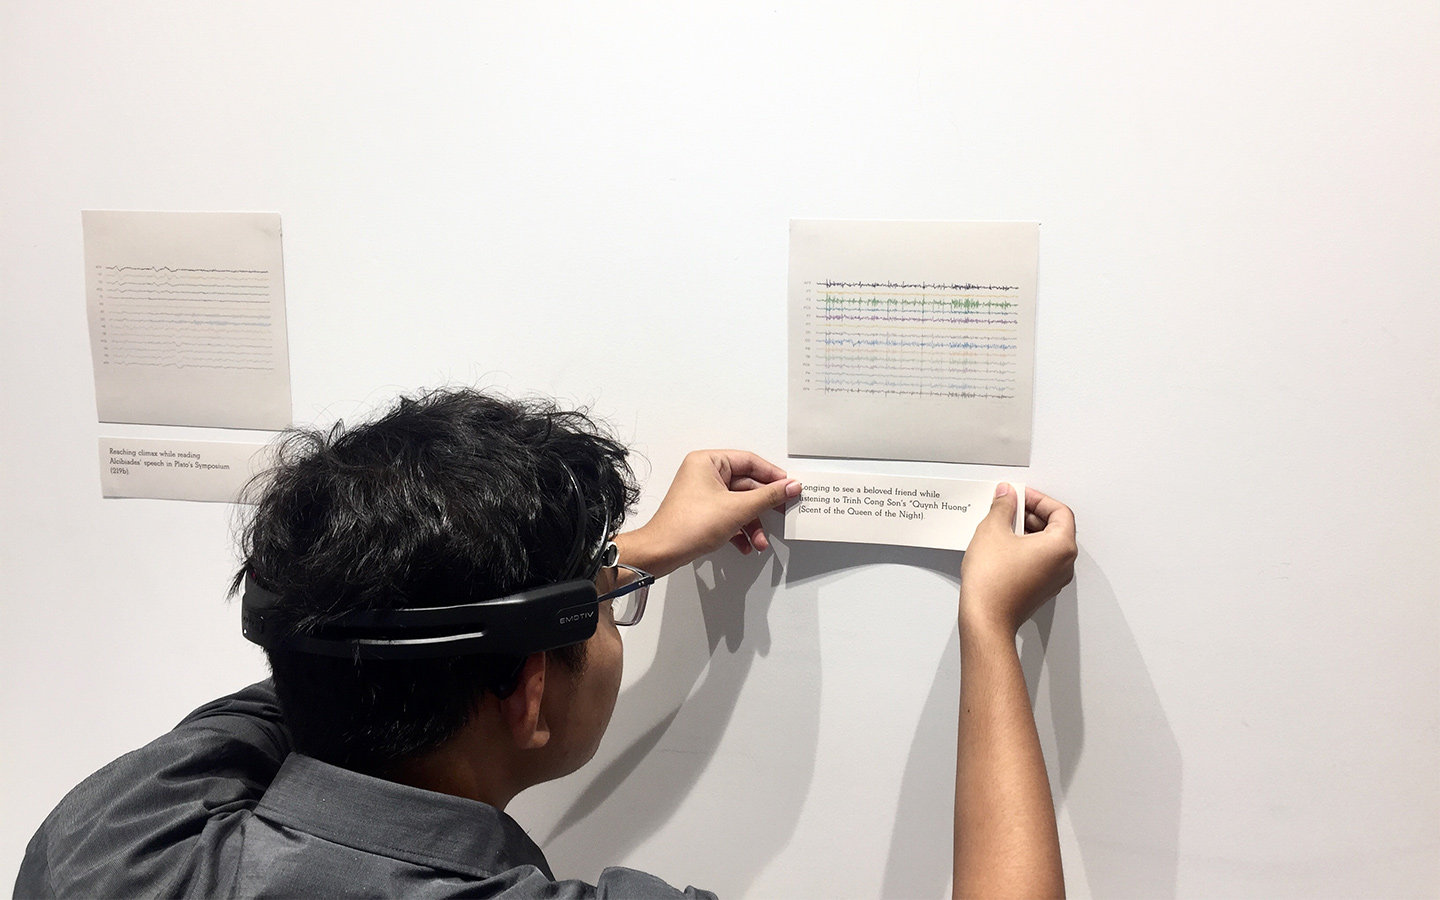 Reaching climax while reading
Alcibiades' speech in Plato's Symposium
(219b).
Longing to see a beloved friend while
listening to Trinh Cong Son's "Quynh Huong"
(Scent of the Queen of the Night).
EMOTIV